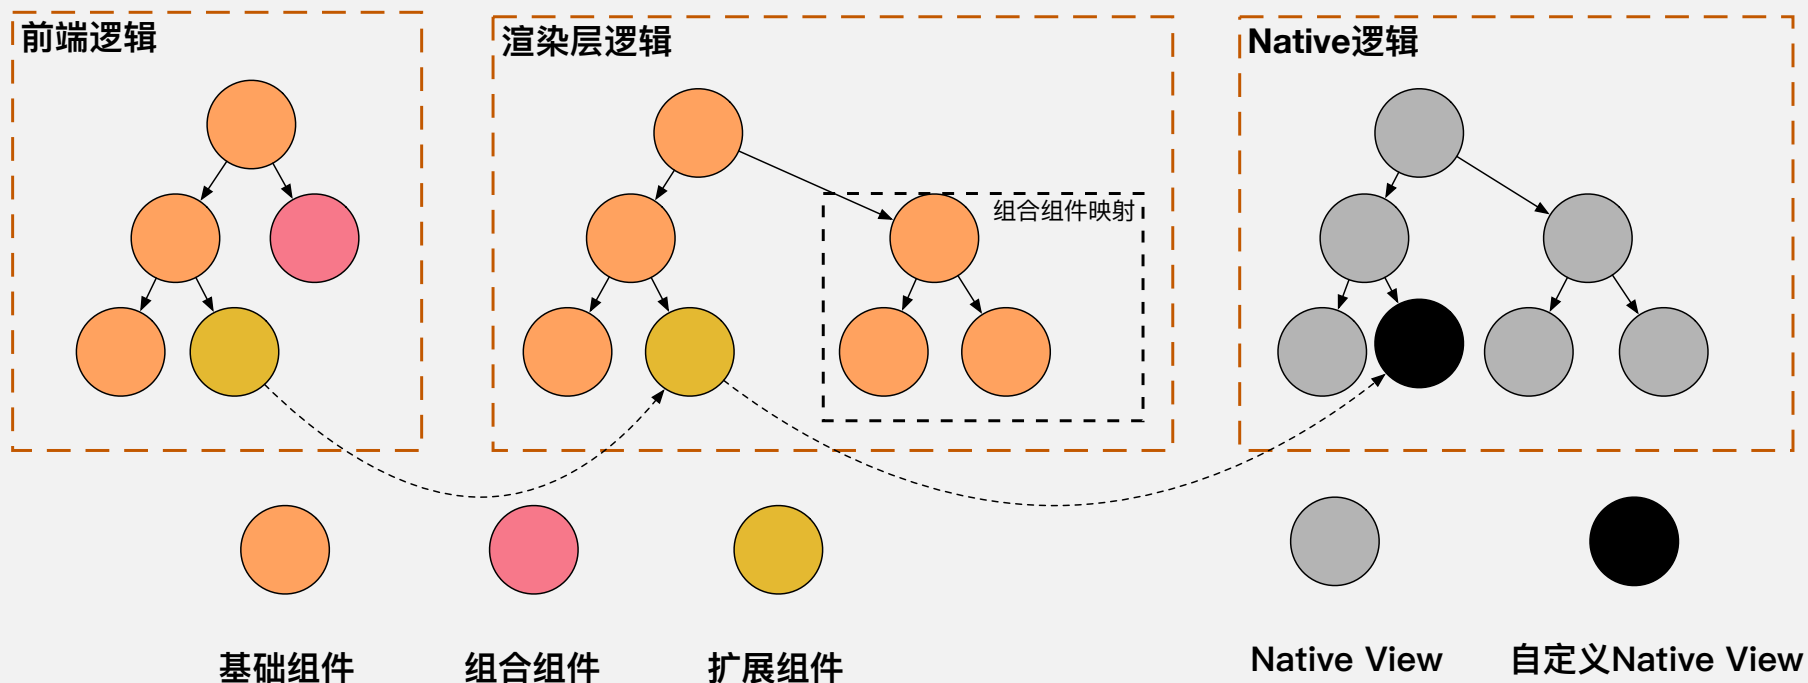 前端逻辑
渲染层逻辑
Native逻辑
组合组件映射
基础组件
组合组件
扩展组件
Native View
自定义Native View